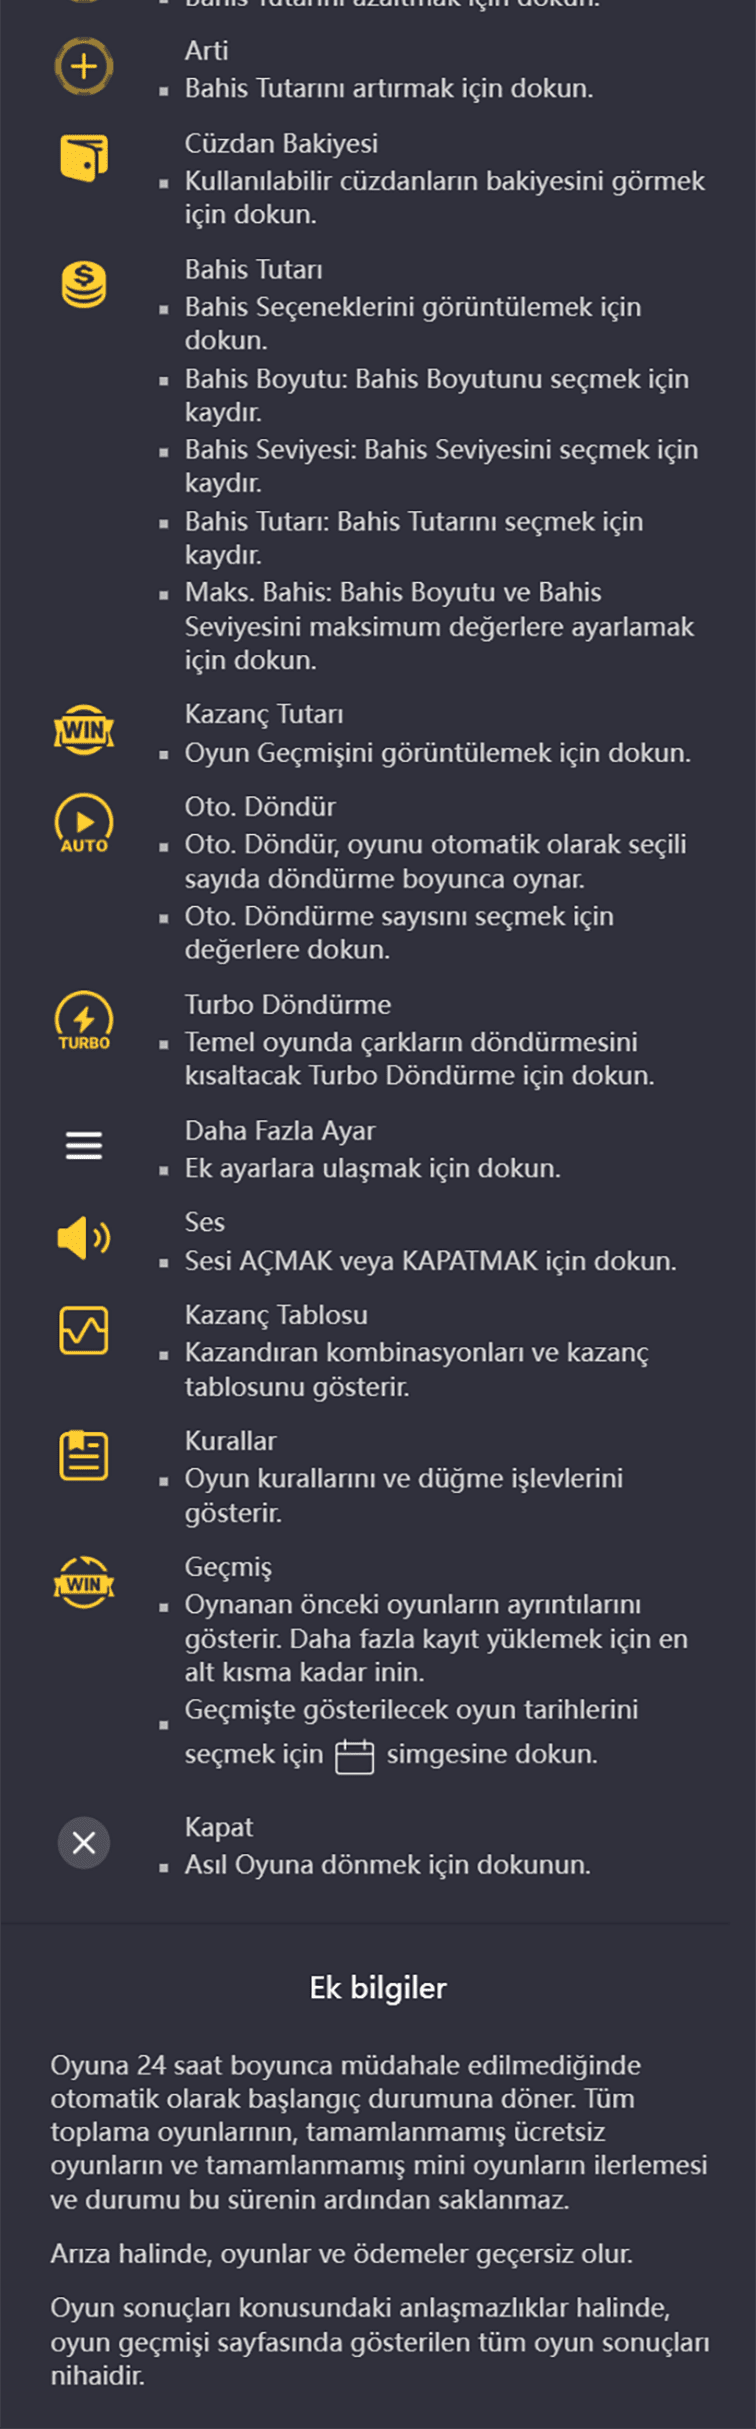 Bahis Tutarını azaltmak için dokun.
Arti
▪ Bahis Tutarını artırmak için dokun.
Cüzdan Bakiyesi
▪ Kullanılabilir cüzdanların bakiyesini görmek
için dokun.
Bahis Tutarı
▪ Bahis Seçeneklerini görüntülemek için
dokun.
▪ Bahis Boyutu: Bahis Boyutunu seçmek için
kaydır.
▪ Bahis Seviyesi: Bahis Seviyesini seçmek için
kaydır.
▪ Bahis Tutarı: Bahis Tutarını seçmek için
kaydır.
▪ Maks. Bahis: Bahis Boyutu ve Bahis
Seviyesini maksimum değerlere ayarlamak
için dokun.
WIN
Kazanç Tutarı
▪ Oyun Geçmişini görüntülemek için dokun.
AUTO
Oto. Döndür
▪ Oto. Döndür, oyunu otomatik olarak seçili
sayıda döndürme boyunca oynar.
▪ Oto. Döndürme sayısını seçmek için
değerlere dokun.
TURBO
Turbo Döndürme
▪ Temel oyunda çarkların döndürmesini
kısaltacak Turbo Döndürme için dokun.
Daha Fazla Ayar
▪ Ek ayarlara ulaşmak için dokun.
Ses
▪ Sesi AÇMAK veya KAPATMAK için dokun.
Kazanç Tablosu
▪ Kazandıran kombinasyonları ve kazanç
tablosunu gösterir.
Kurallar
▪ Oyun kurallarını ve düğme işlevlerini
gösterir.
WIN
Geçmiş
▪ Oynanan önceki oyunların ayrıntılarını
gösterir. Daha fazla kayıt yüklemek için en
alt kısma kadar inin.
▪ Geçmişte gösterilecek oyun tarihlerini
seçmek için simgesine dokun.
Kapat
▪ Asıl Oyuna dönmek için dokunun.
Ek bilgiler
Oyuna 24 saat boyunca müdahale edilmediğinde
otomatik olarak başlangıç durumuna döner. Tüm
toplama oyunlarının, tamamlanmamış ücretsiz
oyunların ve tamamlanmamış mini oyunların ilerlemesi
ve durumu bu sürenin ardından saklanmaz.
Arıza halinde, oyunlar ve ödemeler geçersiz olur.
Oyun sonuçları konusundaki anlaşmazlıklar halinde,
oyun geçmişi sayfasında gösterilen tüm oyun sonuçları
nihaidir.